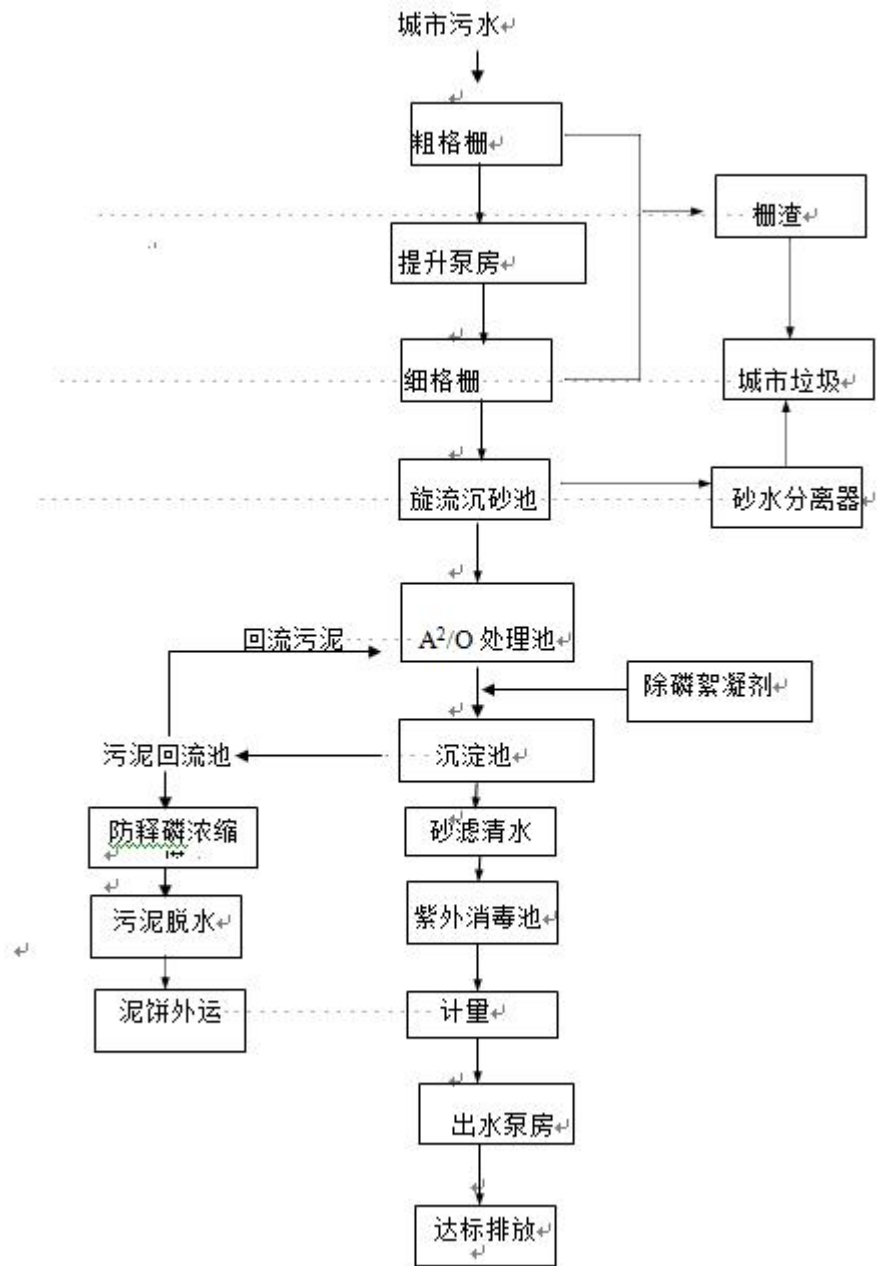 城市污水
粗格栅
栅渣
提升泵房
细格栅
城市垃圾
旋流沉砂池
砂水分离器
回流污泥
A²/O 处理池
除磷絮凝剂
污泥回流池
沉淀池
防释磷浓缩
砂滤清水
污泥脱水
紫外消毒池
泥饼外运
计量
出水泵房
达标排放